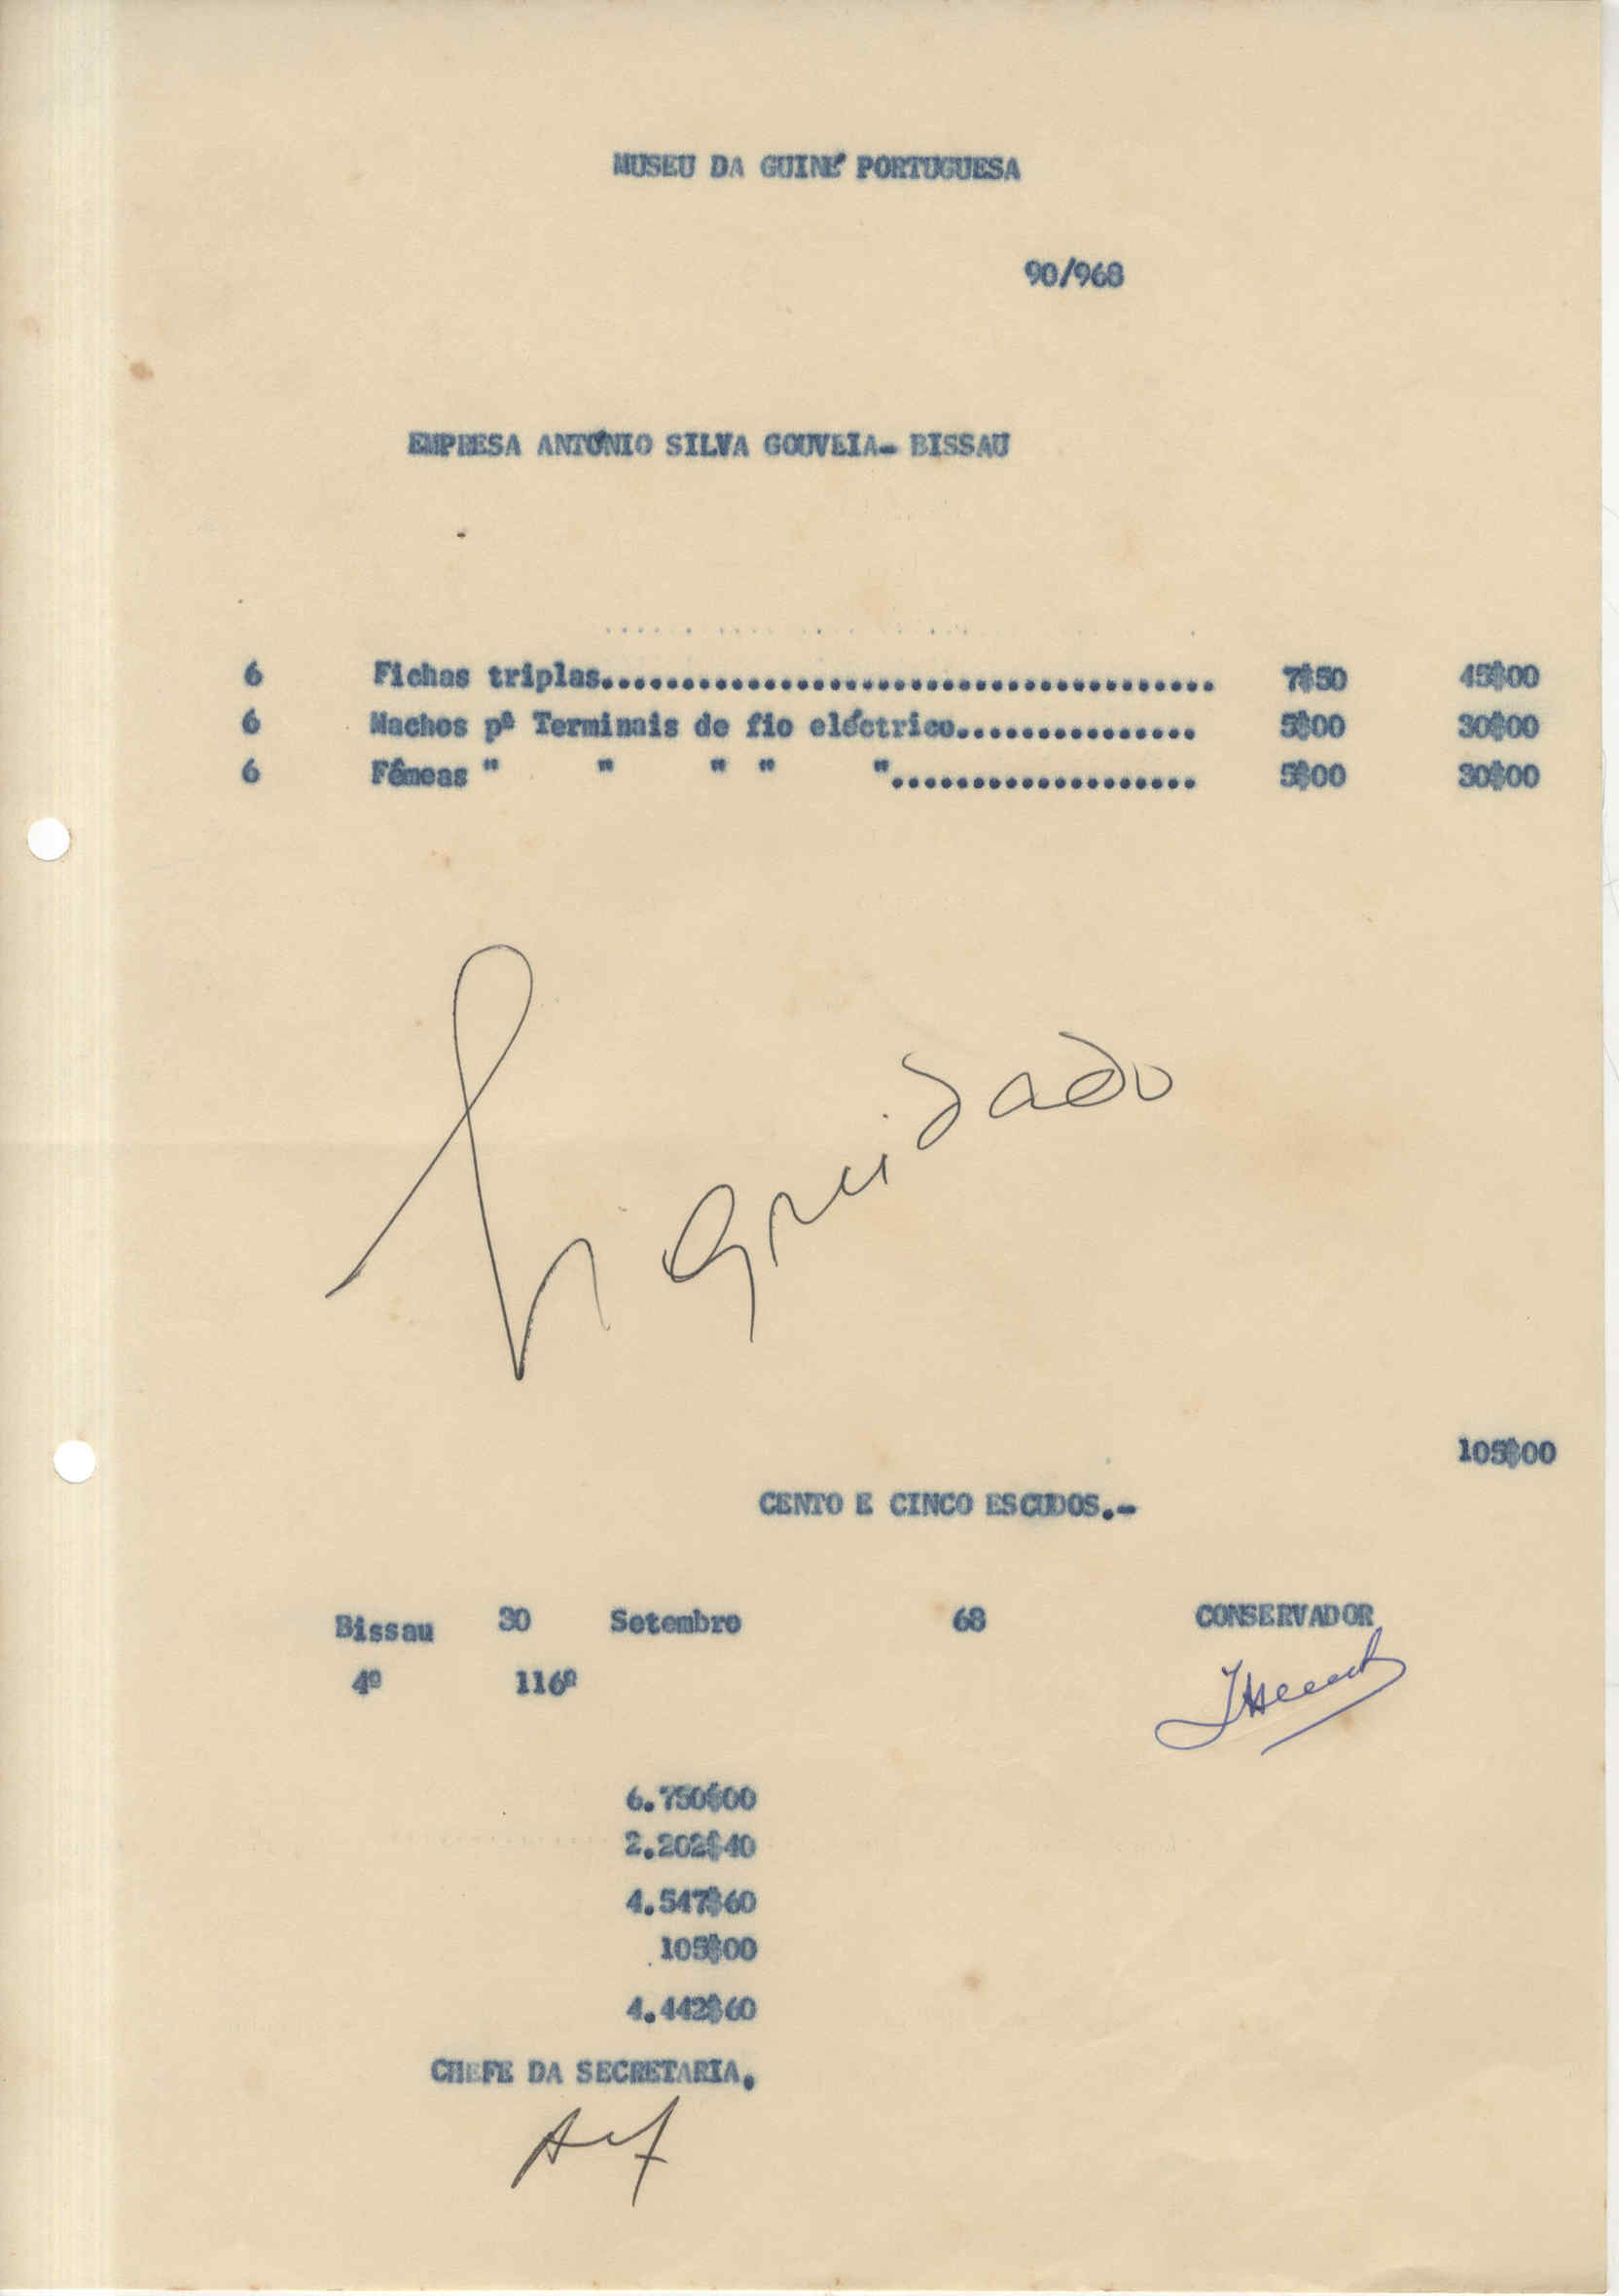 MUSEU DA GUINÉ PORTUGUESA
90/968
EMPRESA ANTÓNIO SILVA GOUVEIA- BISSAU
6 Fichas triplas...................................... 7$50 45$00
6 Machos pª Terminais de fio eléctrico............... 5$00 30$00
6 Fêmeas " " " " "................... 5$00 30$00
Liquidado
105$00
CENTO E CINCO ESCUDOS.-
Bissau 30 Setembro 68 CONSERVADOR
4º 116º
6.750$00
2.202$40
4.547$60
105$00
4.442$60
CHEFE DA SECRETARIA.